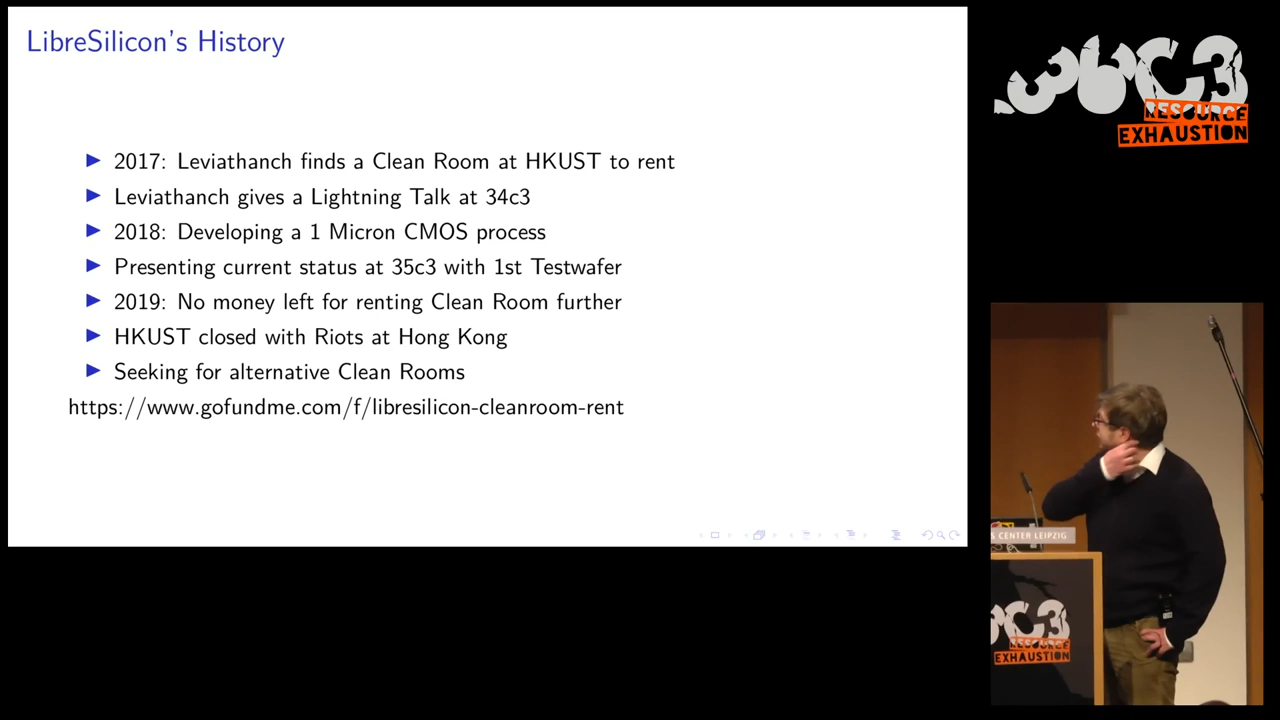 LibreSilicon's History
2017: Leviathanch finds a Clean Room at HKUST to rent
Leviathanch gives a Lightning Talk at 34c3
2018: Developing a 1 Micron CMOS process
Presenting current status at 35c3 with 1st Testwafer
2019: No money left for renting Clean Room further
HKUST closed with Riots at Hong Kong
Seeking for alternative Clean Rooms
https://www.gofundme.com/f/libresilicon-cleanroom-rent
36C3
RESOURCE
EXHAUSTION
S CENTER LEIPZIG
6C3
RESOURCE
EXHAUSTION